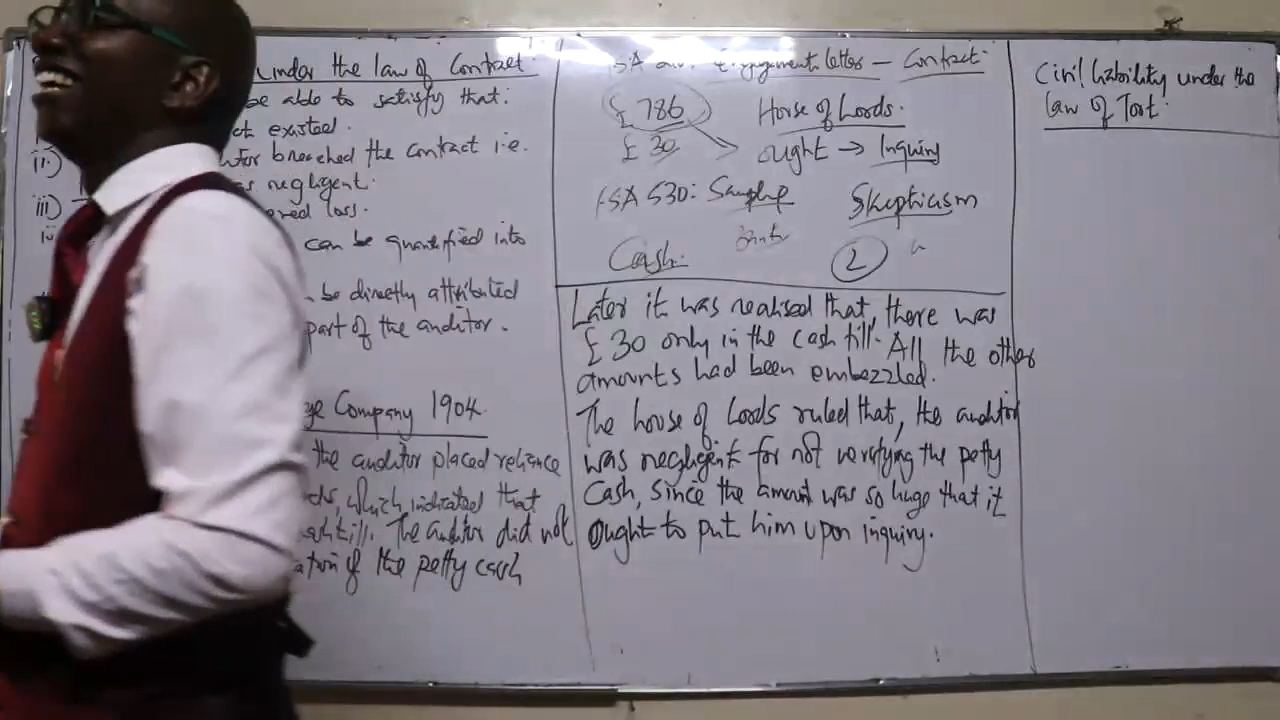 under the law of Contract.
be able to satisfy that:
existed.
ii)
breached the contract i.e.
negligent.
iii)
loss.
can be quantified into
be directly attributed
part of the auditor.
Company 1904.
the auditor placed reliance
which indicated that
till. The auditor did not
of the petty cash
Engagement letter – Contract.
£ 786
House of Lords.
£ 30
ought → Inquiry
ISA 530: Sample
Skepticism
Cash.
2
Later it was realised that, there was
£ 30 only in the cash till. All the other
amounts had been embezzled.
The house of Lords ruled that, the auditor
was negligent for not verifying the petty
Cash, since the amount was so huge that it
ought to put him upon inquiry.
Civil liability under the
law of Tort.